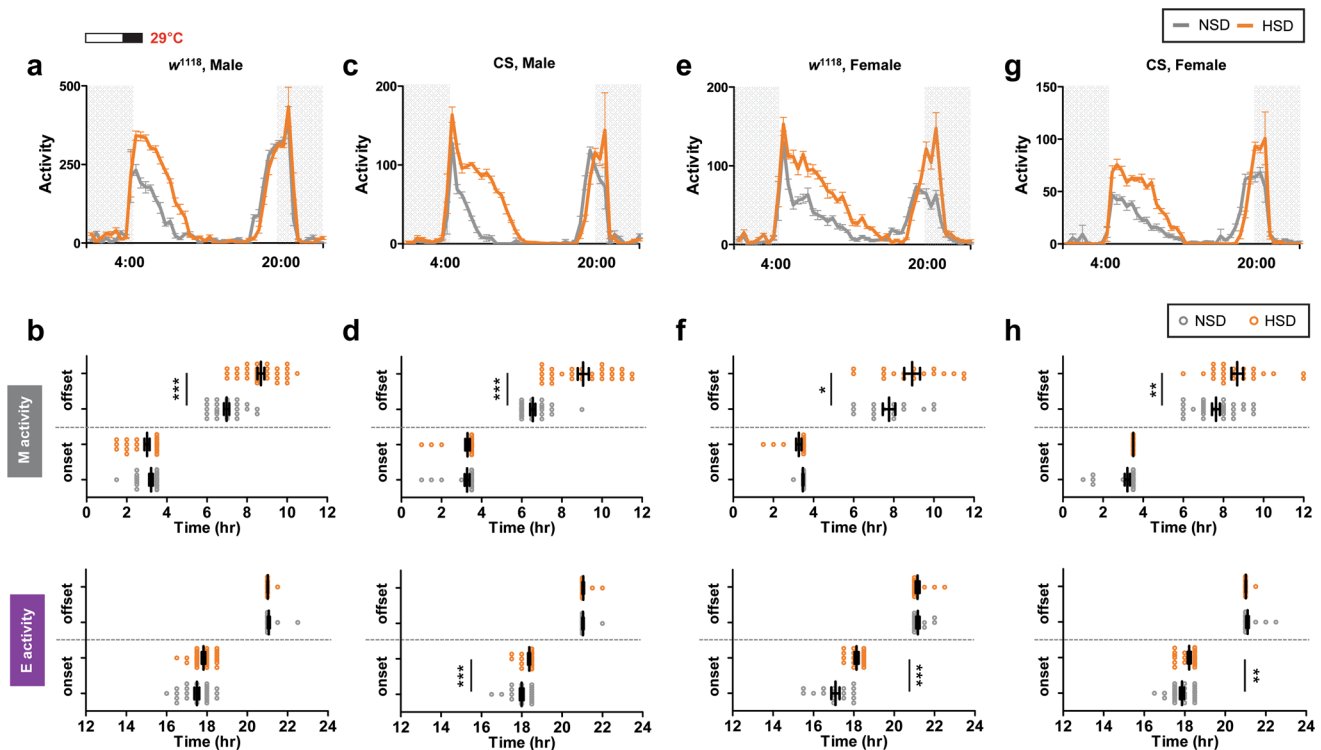 29°C
NSD HSD
a w1118, Male
c CS, Male
e w1118, Female
g CS, Female
Activity
500
250
0
4:00 20:00
Activity
200
100
0
4:00 20:00
Activity
200
100
0
4:00 20:00
Activity
150
100
50
0
4:00 20:00
NSD HSD
b
d
f
h
M activity
offset
onset
***
0 2 4 6 8 10 12
Time (hr)
offset
onset
***
0 2 4 6 8 10 12
Time (hr)
offset
onset
*
0 2 4 6 8 10 12
Time (hr)
offset
onset
**
0 2 4 6 8 10 12
Time (hr)
E activity
offset
onset
12 14 16 18 20 22 24
Time (hr)
offset
onset
***
12 14 16 18 20 22 24
Time (hr)
offset
onset
***
12 14 16 18 20 22 24
Time (hr)
offset
onset
**
12 14 16 18 20 22 24
Time (hr)